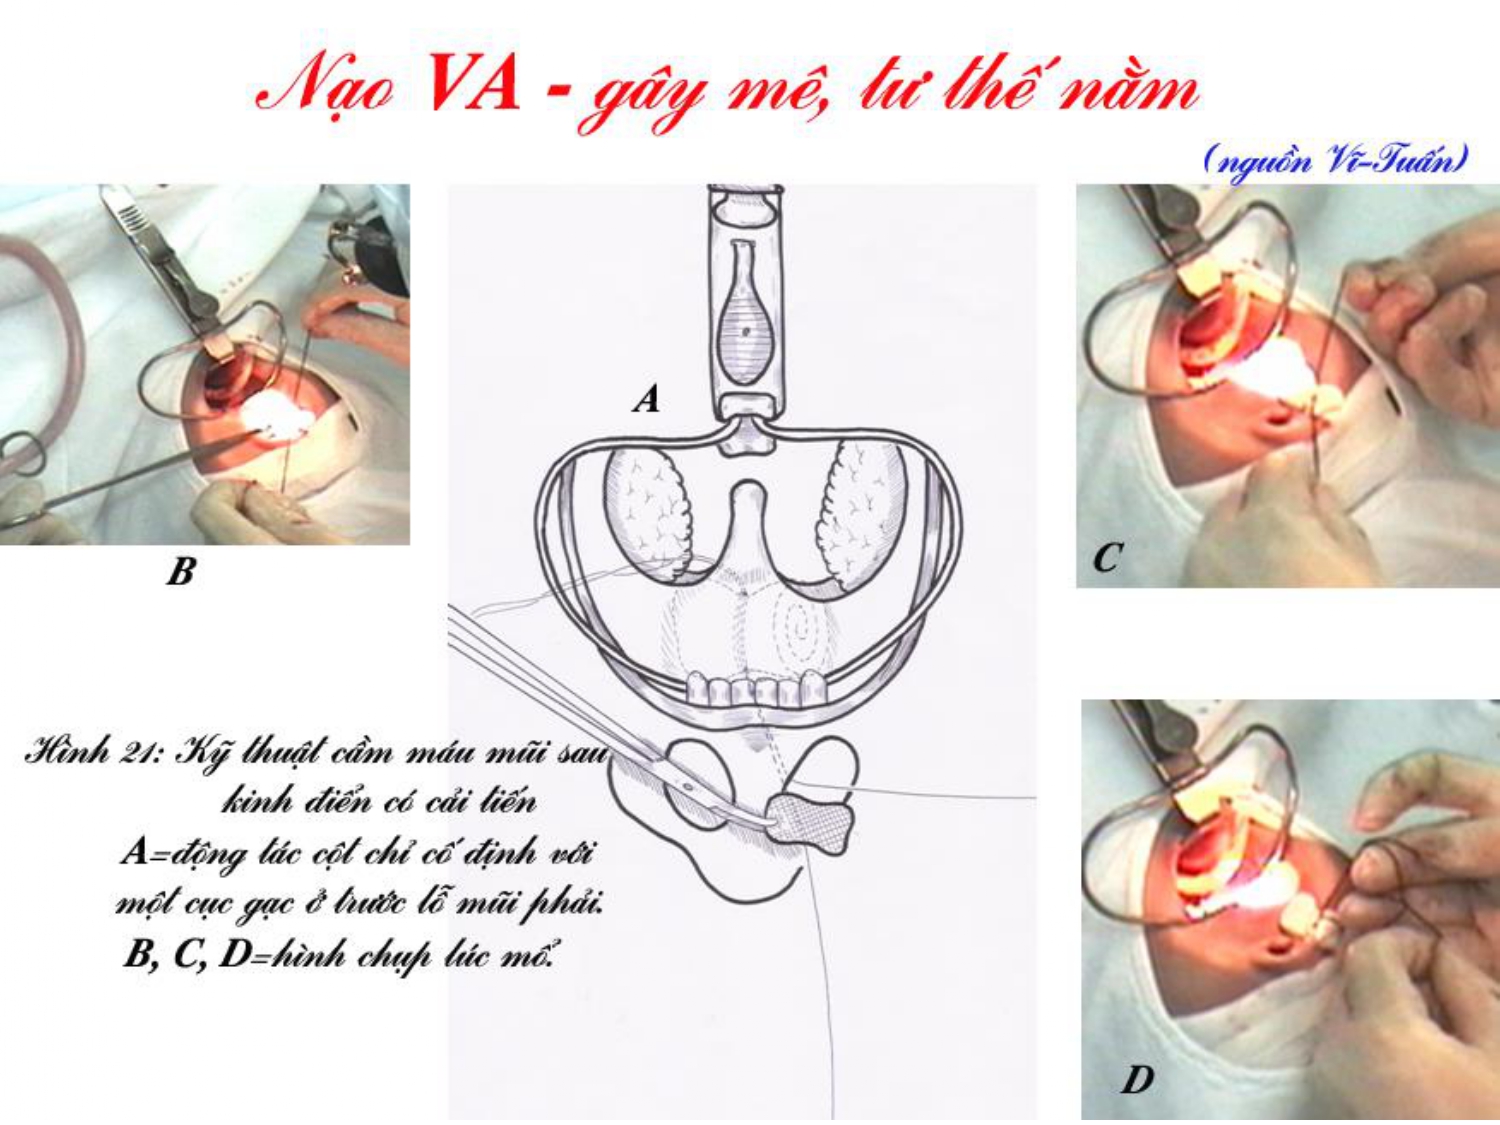 Nạo VA - gây mê, tư thế nằm
(nguồn Vĩ-Tuấn)
A
B
C
Hình 21: Kỹ thuật cầm máu mũi sau
kinh điển có cải tiến
A=động tác cột chỉ cố định với
một cục gạc ở trước lỗ mũi phải.
B, C, D=hình chụp lúc mổ.
D